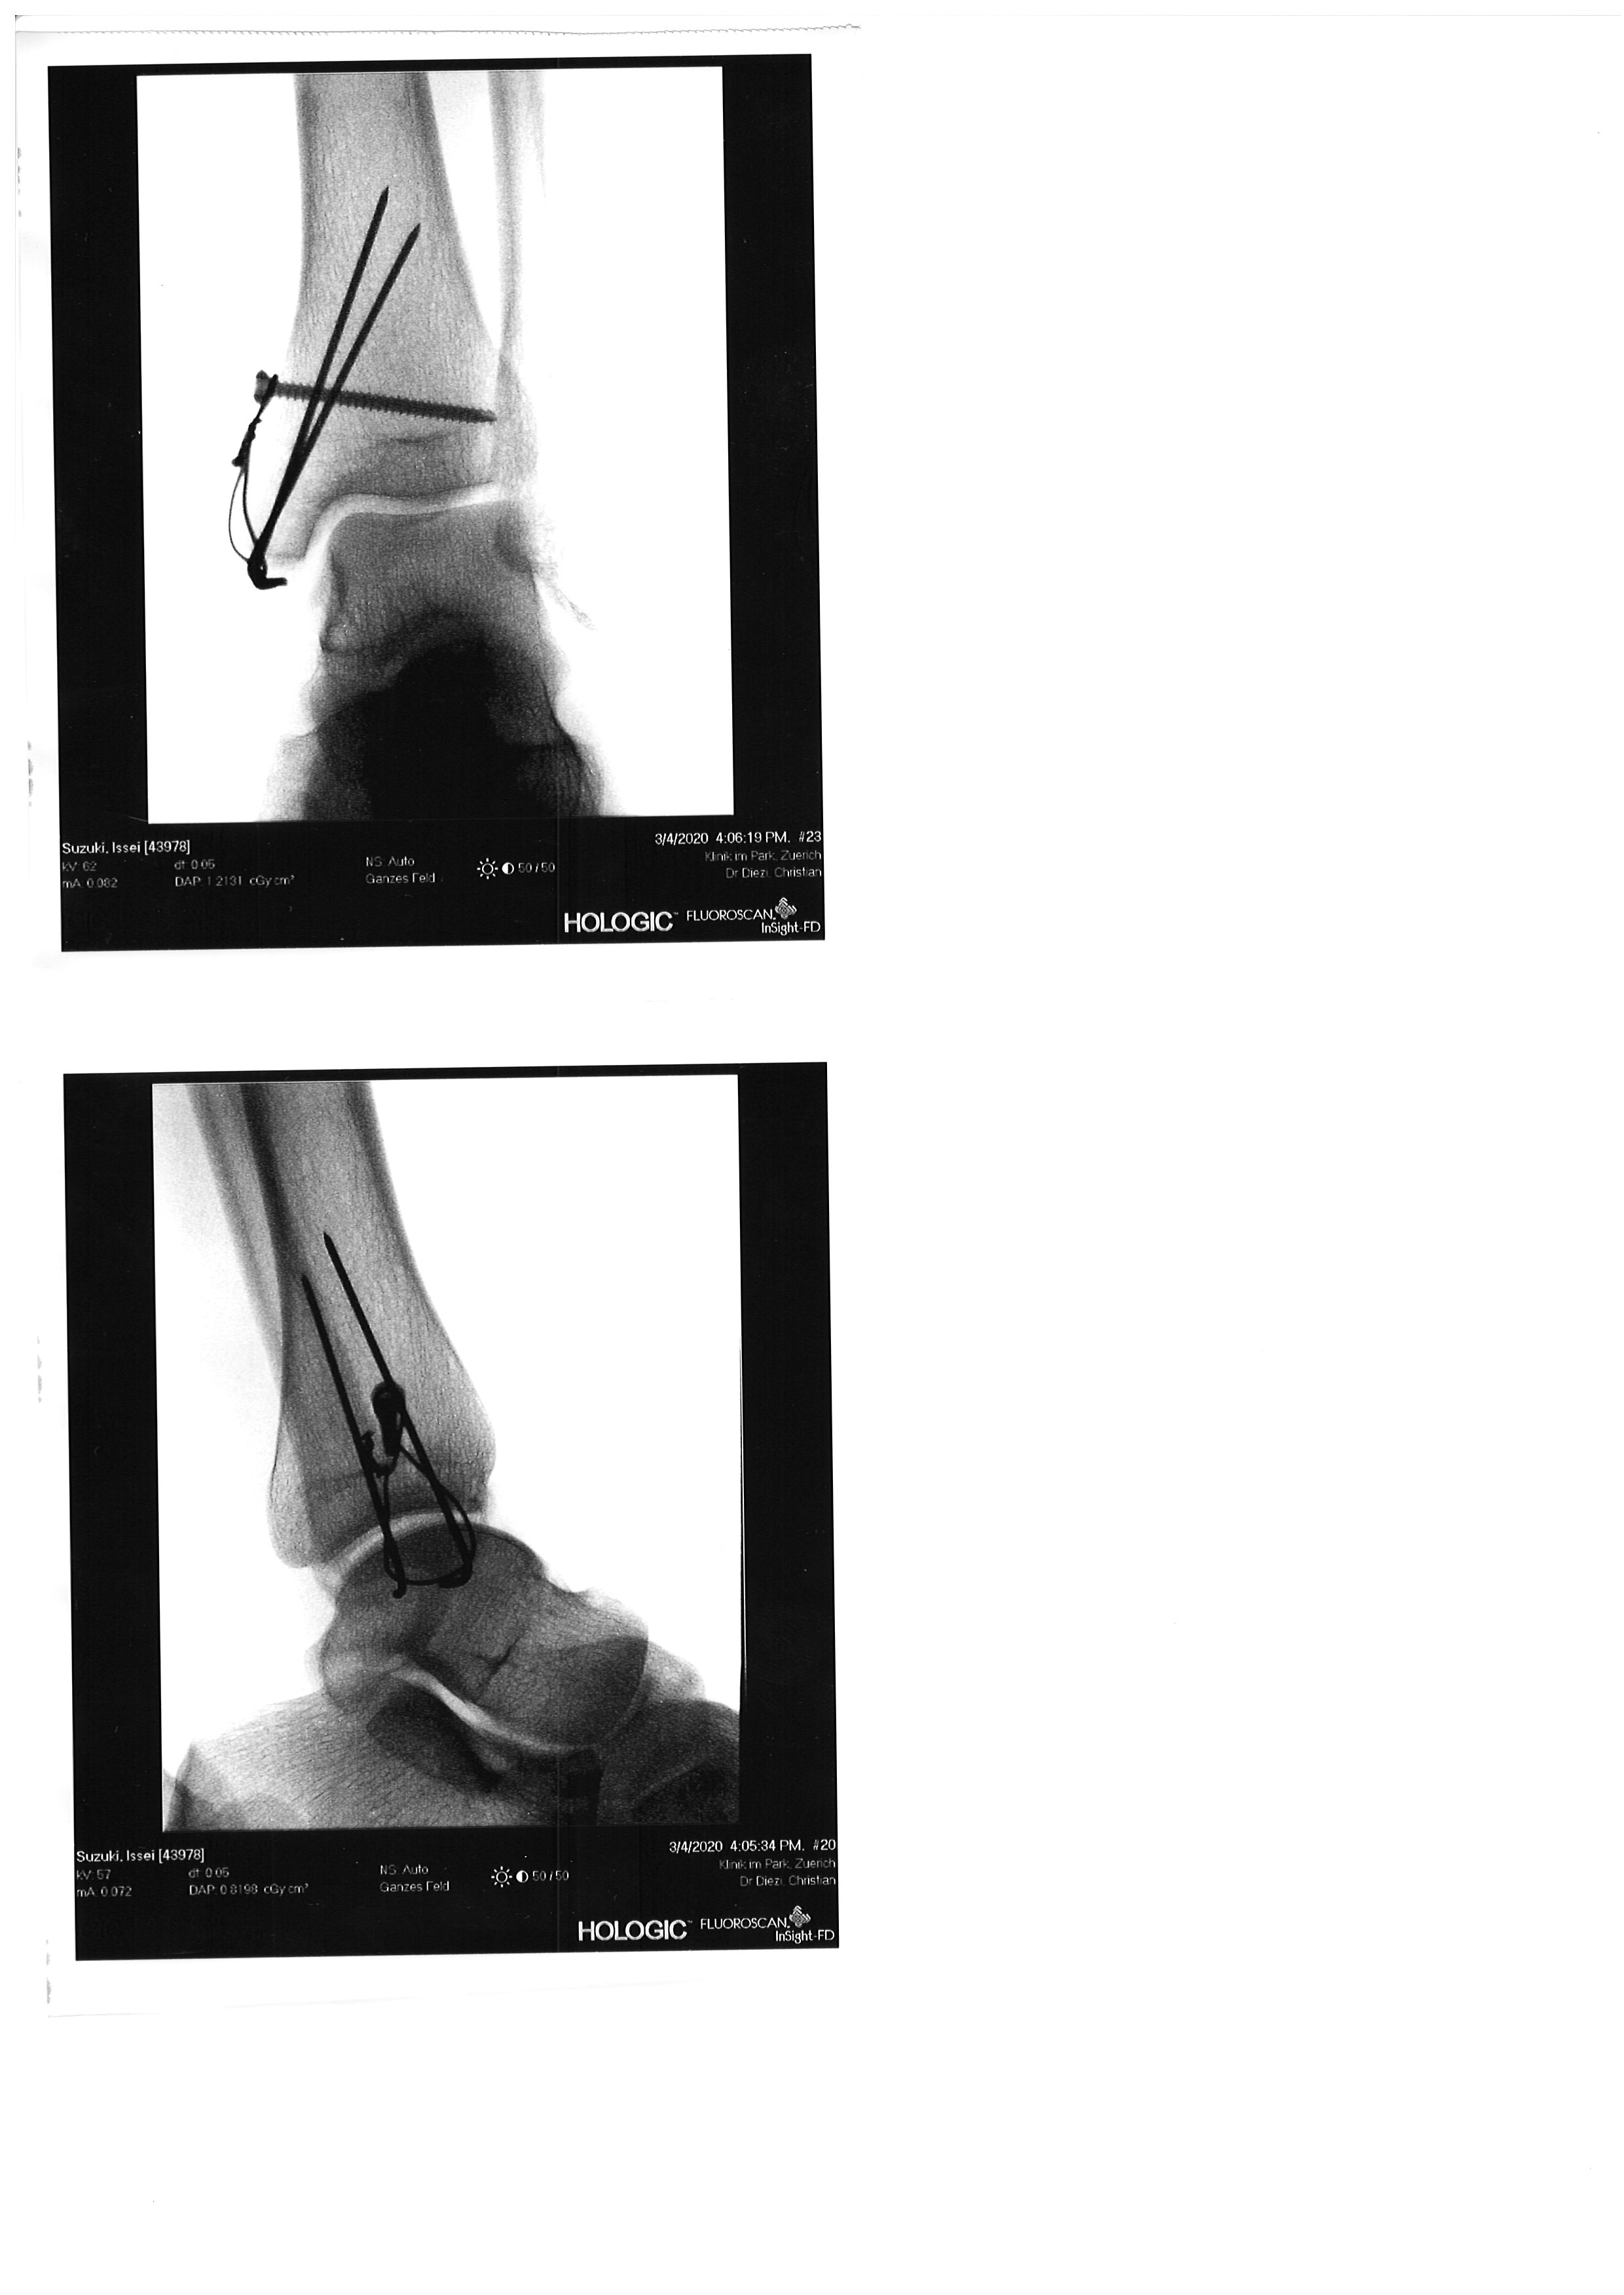 Suzuki, Issei [43978]
kV: 62
mA: 0.082
dt: 0.05
DAP: 1.2131 cGy cm²
NS: Auto
Ganzes Feld
50 / 50
3/4/2020 4:06:19 PM. #23
Klinik im Park, Zuerich
Dr Diezi, Christian
HOLOGIC™ FLUOROSCAN.
InSight-FD
Suzuki, Issei [43978]
kV: 57
mA: 0.072
dt: 0.05
DAP: 0.8198 cGy cm²
NS: Auto
Ganzes Feld
50 / 50
3/4/2020 4:05:34 PM. #20
Klinik im Park, Zuerich
Dr Diezi, Christian
HOLOGIC™ FLUOROSCAN.
InSight-FD